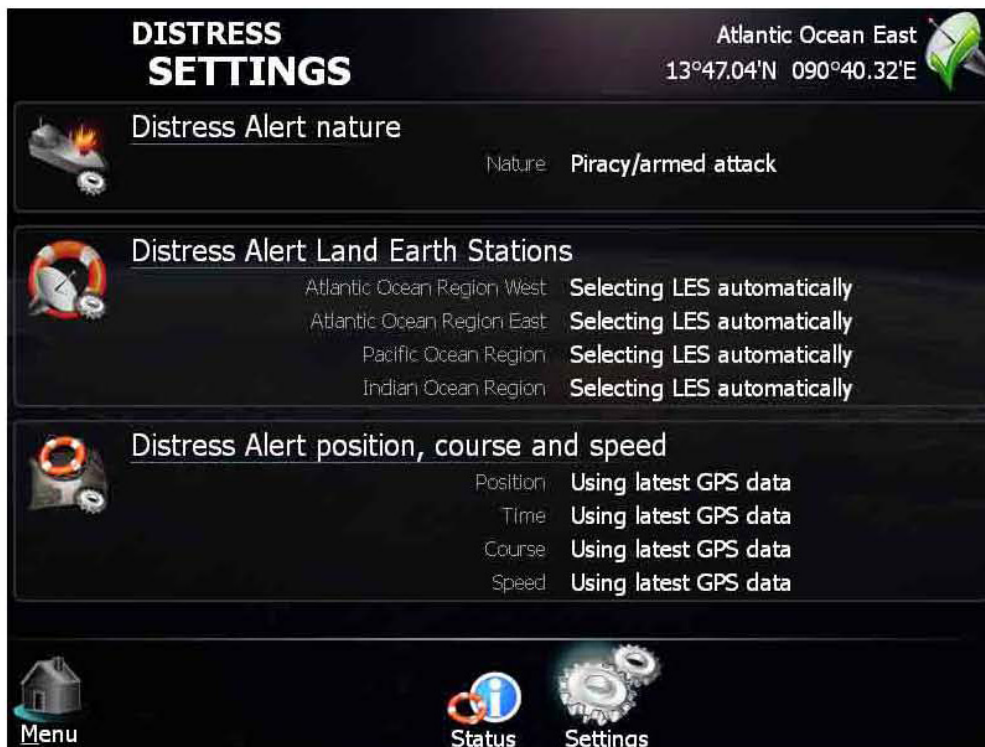 DISTRESS
SETTINGS
Atlantic Ocean East
13°47.04'N 090°40.32'E
Distress Alert nature
Nature Piracy/armed attack
Distress Alert Land Earth Stations
Atlantic Ocean Region West Selecting LES automatically
Atlantic Ocean Region East Selecting LES automatically
Pacific Ocean Region Selecting LES automatically
Indian Ocean Region Selecting LES automatically
Distress Alert position, course and speed
Position Using latest GPS data
Time Using latest GPS data
Course Using latest GPS data
Speed Using latest GPS data
Menu
Status
Settings